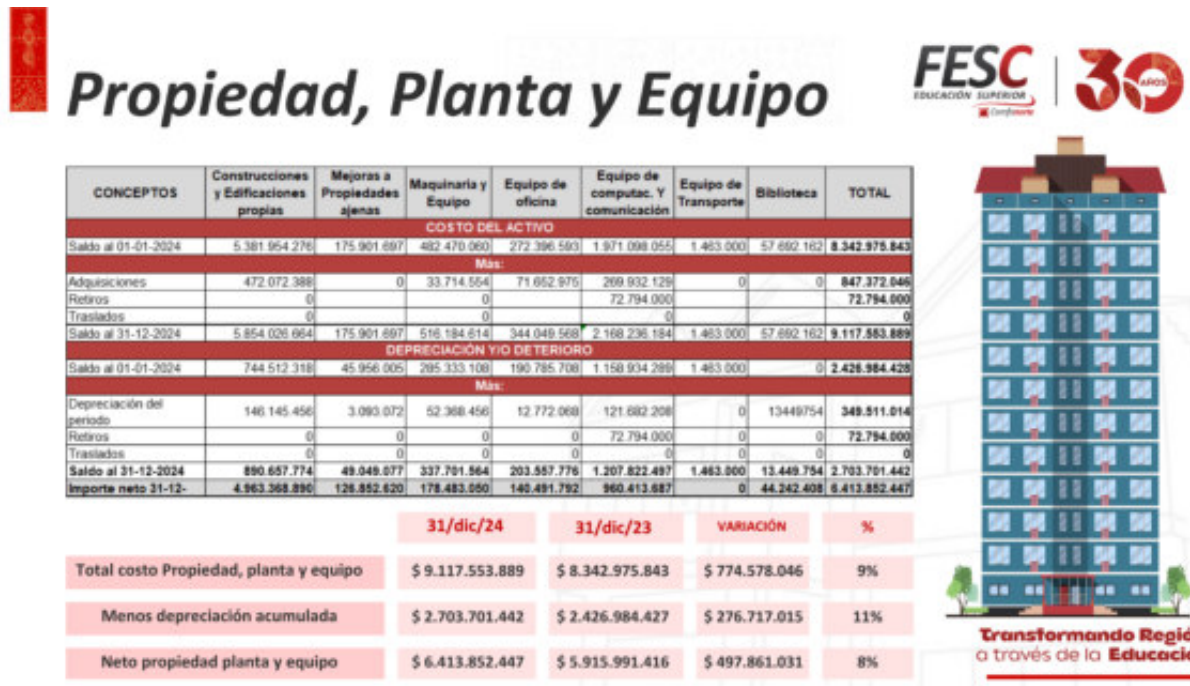 Propiedad, Planta y Equipo
FESC
EDUCACIÓN SUPERIOR
Comfanorte
30
AÑOS
CONCEPTOS Construcciones y Edificaciones propias Mejoras a Propiedades ajenas Maquinaria y Equipo Equipo de oficina Equipo de computac. Y comunicación Equipo de Transporte Biblioteca TOTAL
COSTO DEL ACTIVO
Saldo al 01-01-2024 5.381.954.276 175.901.697 482.470.060 272.396.593 1.971.098.055 1.463.000 57.692.162 8.342.975.843
Más:
Adquisiciones 472.072.388 0 33.714.554 71.652.975 269.932.129 0 0 847.372.046
Retiros 0 0 72.794.000 72.794.000
Traslados 0 0 0
Saldo al 31-12-2024 5.854.026.664 175.901.697 516.184.614 344.049.568 2.168.236.184 1.463.000 57.692.162 9.117.553.889
DEPRECIACIÓN Y/O DETERIORO
Saldo al 01-01-2024 744.512.318 45.956.005 285.333.108 190.785.708 1.158.934.289 1.463.000 0 2.426.984.428
Más:
Depreciación del periodo 146.145.456 3.093.072 52.368.456 12.772.068 121.682.208 0 13449754 349.511.014
Retiros 0 0 0 0 72.794.000 0 0 72.794.000
Traslados 0 0 0 0 0 0 0 0
Saldo al 31-12-2024 890.657.774 49.049.077 337.701.564 203.557.776 1.207.822.497 1.463.000 13.449.754 2.703.701.442
Importe neto 31-12- 4.963.368.890 126.852.620 178.483.050 140.491.792 960.413.687 0 44.242.408 6.413.852.447
31/dic/24 31/dic/23 VARIACIÓN %
Total costo Propiedad, planta y equipo $ 9.117.553.889 $ 8.342.975.843 $ 774.578.046 9%
Menos depreciación acumulada $ 2.703.701.442 $ 2.426.984.427 $ 276.717.015 11%
Neto propiedad planta y equipo $ 6.413.852.447 $ 5.915.991.416 $ 497.861.031 8%
Transformando Regió
a través de la Educació